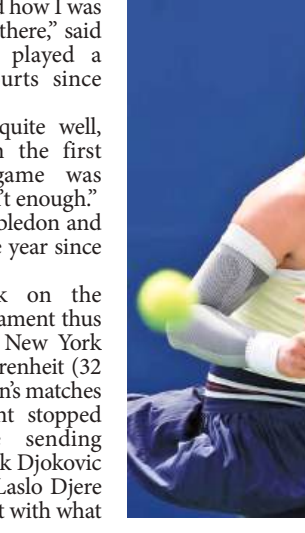 d how I was
there,” said
played a
urts since
quite well,
n the first
game was
’t enough.”
bledon and
e year since
k on the
ament thus
New York
renheit (32
n’s matches
nt stopped
e sending
k Djokovic
Laslo Djere
t with what